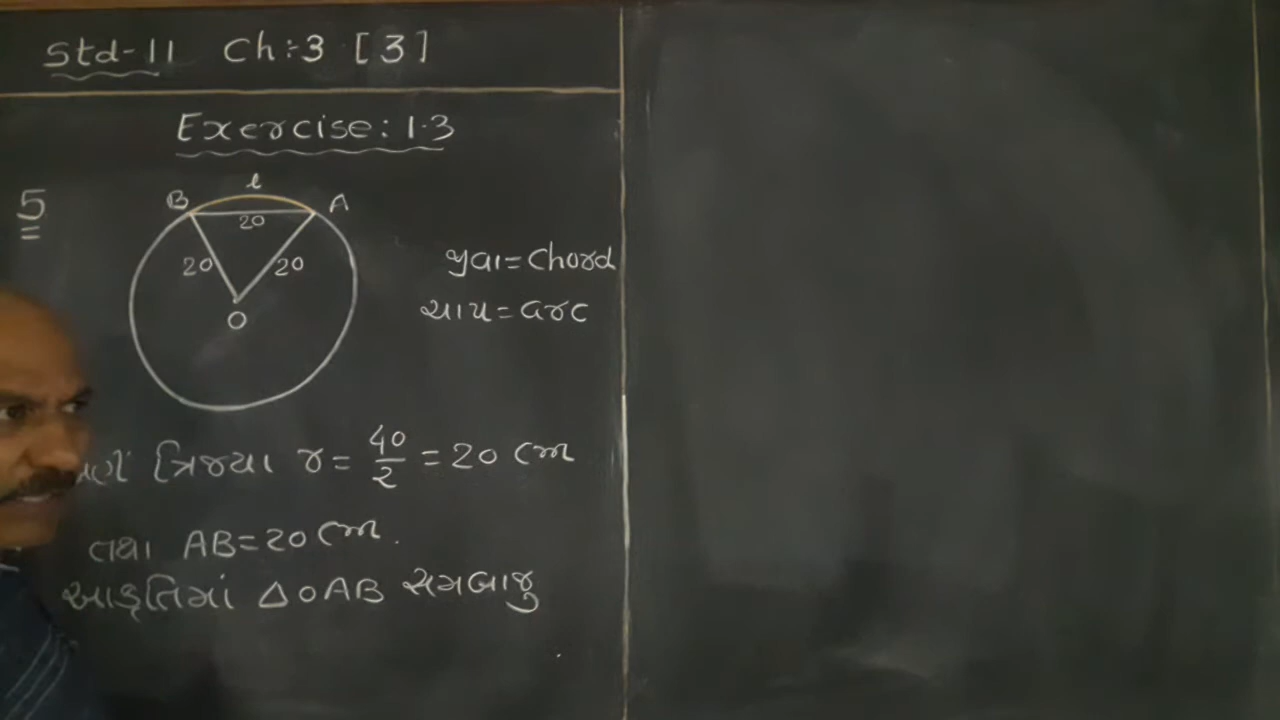 Std-11 Ch:3 [3]
Exercise: 1.3
5
l
B A
20
20 20
O
જીવા = Chord
ચાપ = arc
ત્રિજ્યા r = 40/2 = 20 cm
તથા AB = 20 cm.
આકૃતિમાં △OAB સમબાજુ